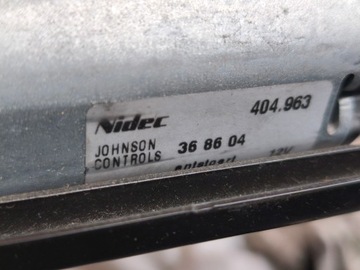 Nidec 404.963
JOHNSON
CONTROLS 36 86 04
12V